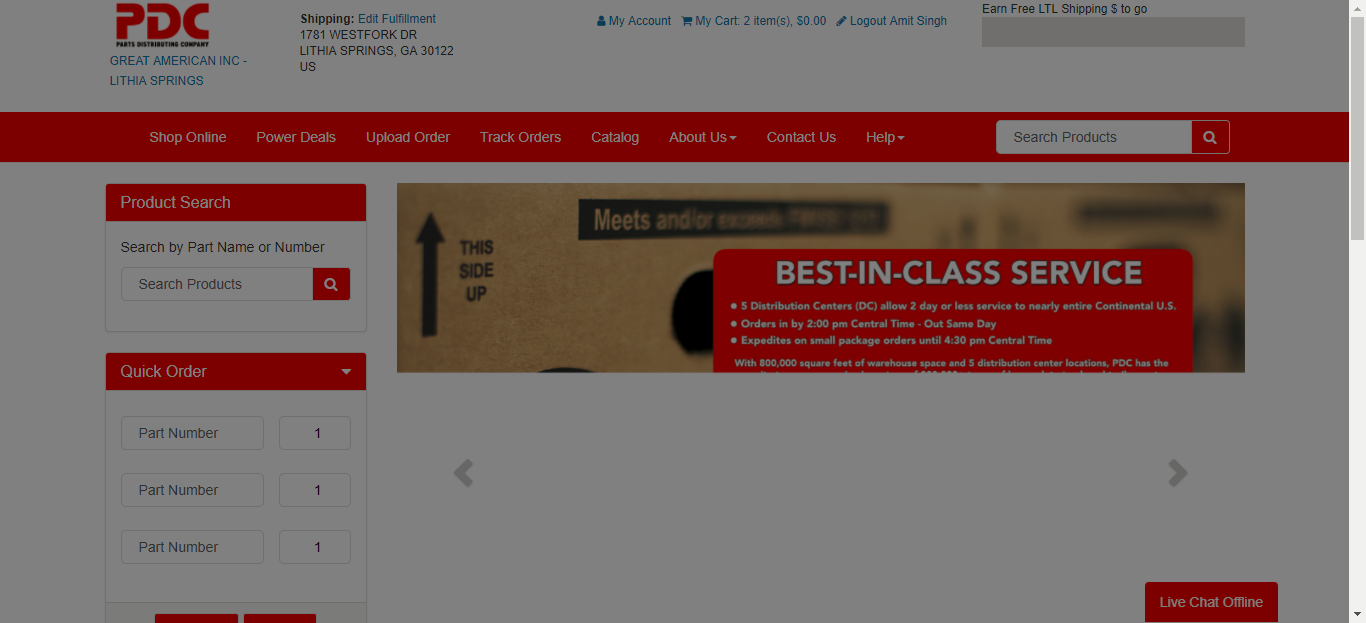 PDC
PARTS DISTRIBUTING COMPANY
GREAT AMERICAN INC -
LITHIA SPRINGS
Shipping: Edit Fulfillment
1781 WESTFORK DR
LITHIA SPRINGS, GA 30122
US
My Account My Cart: 2 item(s), $0.00 Logout Amit Singh
Earn Free LTL Shipping $ to go
Shop Online Power Deals Upload Order Track Orders Catalog About Us Contact Us Help Search Products
Product Search
Search by Part Name or Number
Search Products
Quick Order
Part Number 1
Part Number 1
Part Number 1
Meets and/or exceeds
THIS
SIDE
UP
BEST-IN-CLASS SERVICE
● 5 Distribution Centers (DC) allow 2 day or less service to nearly entire Continental U.S.
● Orders in by 2:00 pm Central Time - Out Same Day
● Expedites on small package orders until 4:30 pm Central Time
With 800,000 square feet of warehouse space and 5 distribution center locations, PDC has the
Live Chat Offline